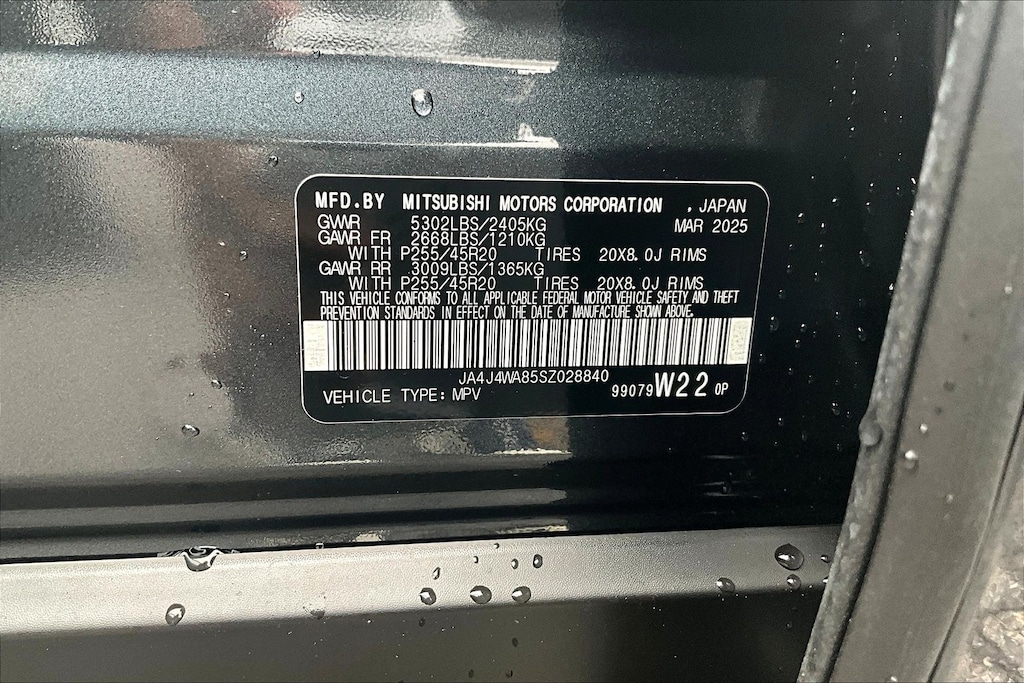 MFD.BY MITSUBISHI MOTORS CORPORATION , JAPAN
GWWR 5302LBS/2405KG MAR 2025
GAWR FR 2668LBS/1210KG
WITH P255/45R20 TIRES 20X8.0J RIMS
GAWR RR 3009LBS/1365KG
WITH P255/45R20 TIRES 20X8.0J RIMS
THIS VEHICLE CONFORMS TO ALL APPLICABLE FEDERAL MOTOR VEHICLE SAFETY AND THEFT
PREVENTION STANDARDS IN EFFECT ON THE DATE OF MANUFACTURE SHOWN ABOVE.
JA4J4WA85SZ028840
VEHICLE TYPE: MPV 99079 W22 0P